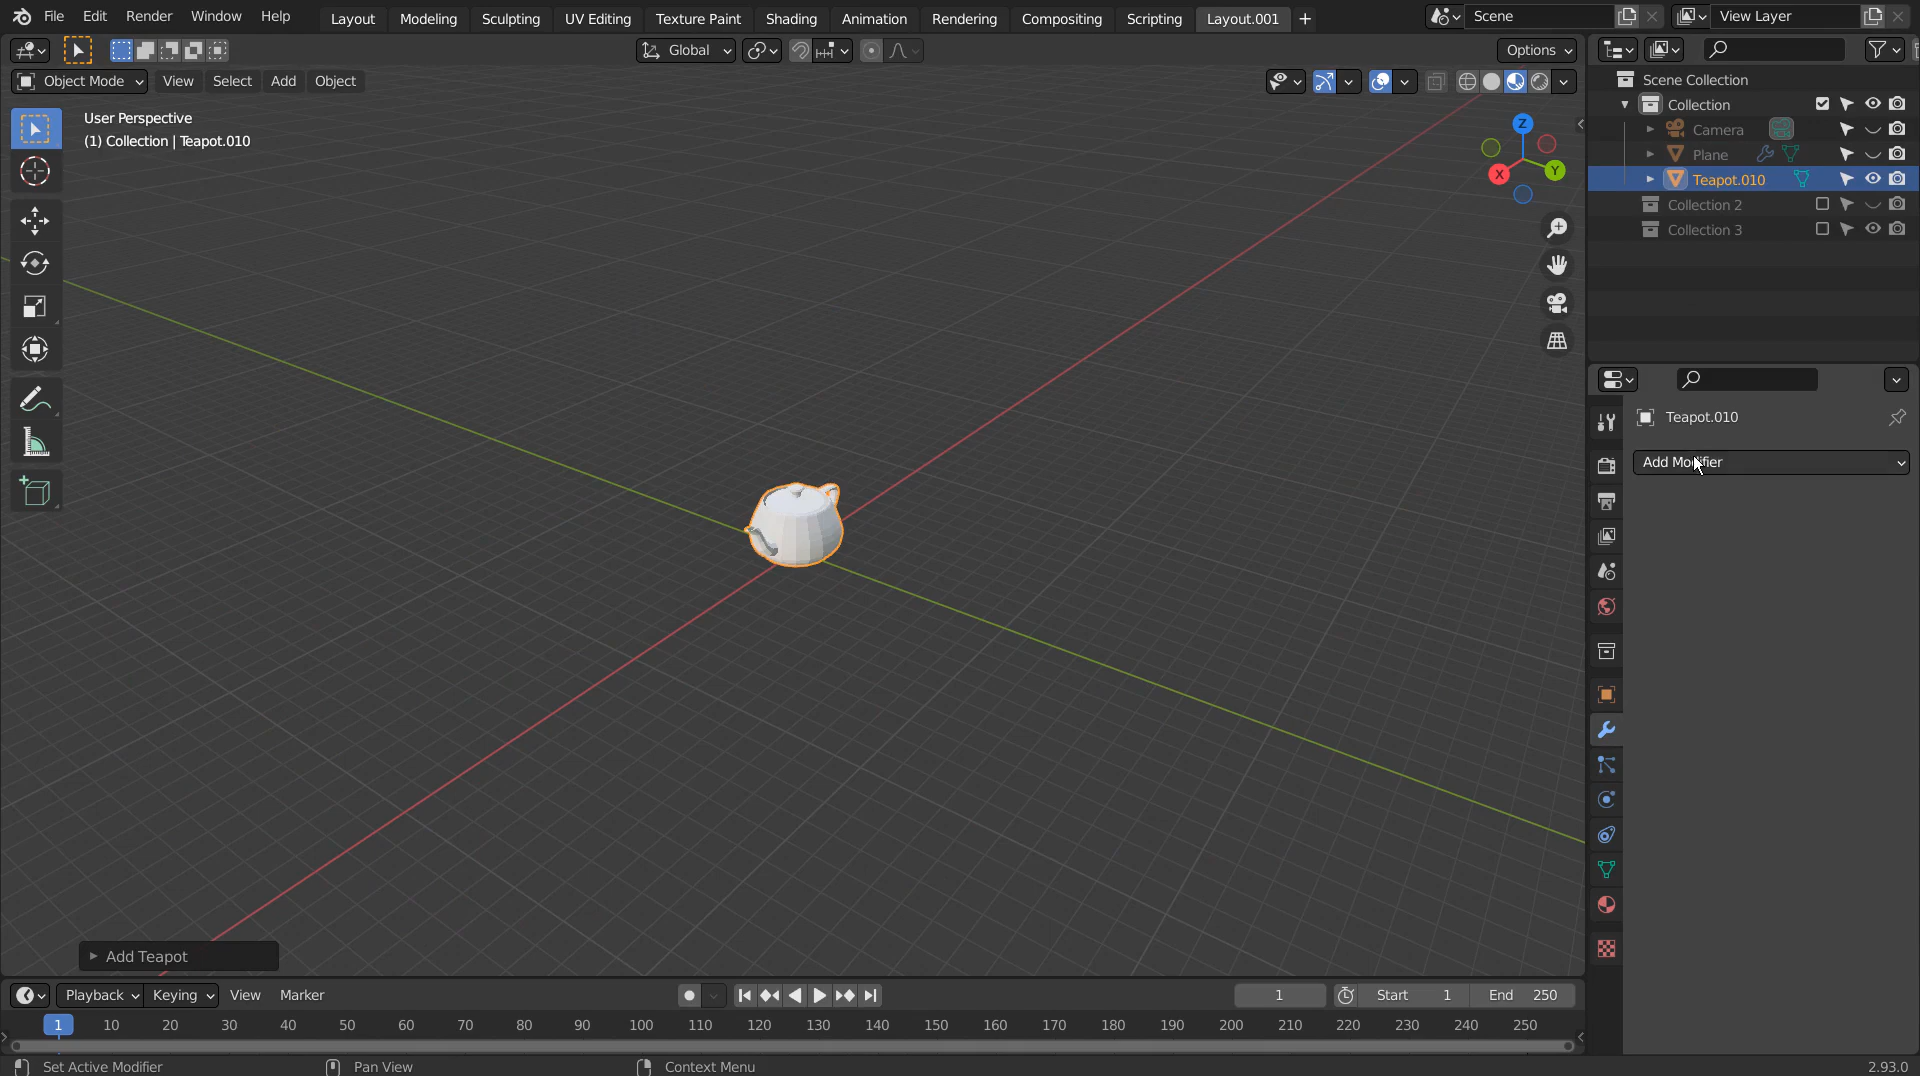 File Edit Render Window Help Layout Modeling Sculpting UV Editing Texture Paint Shading Animation Rendering Compositing Scripting Layout.001 + Scene View Layer
Global Options
Object Mode View Select Add Object
User Perspective
(1) Collection | Teapot.010
Z
Y
X
Scene Collection
Collection
Camera
Plane
Teapot.010
Collection 2
Collection 3
Teapot.010
Add Modifier
Add Teapot
Playback Keying View Marker 1 Start 1 End 250
1 10 20 30 40 50 60 70 80 90 100 110 120 130 140 150 160 170 180 190 200 210 220 230 240 250
Set Active Modifier Pan View Context Menu 2.93.0